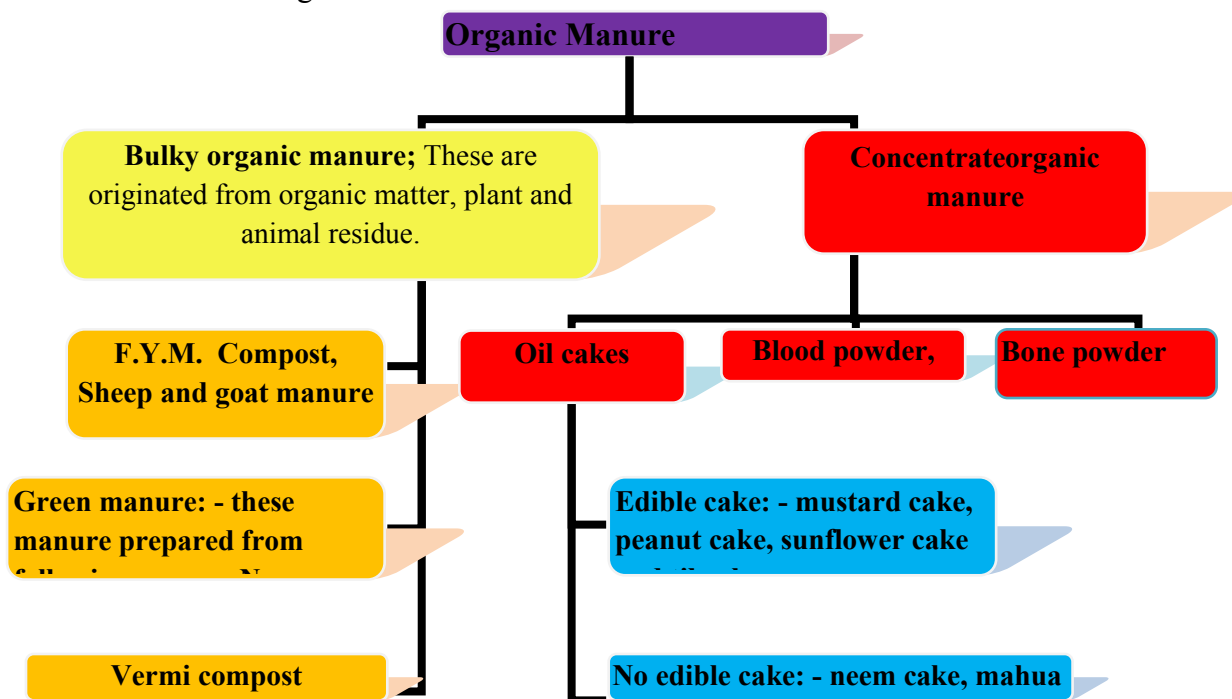 Organic Manure
Bulky organic manure; These are
originated from organic matter, plant and
animal residue.
Concentrateorganic
manure
F.Y.M. Compost,
Sheep and goat manure
Oil cakes
Blood powder,
Bone powder
Green manure: - these
manure prepared from
Edible cake: - mustard cake,
peanut cake, sunflower cake
Vermi compost
No edible cake: - neem cake, mahua